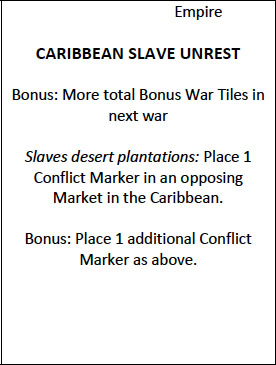 Empire
CARIBBEAN SLAVE UNREST
Bonus: More total Bonus War Tiles in
next war
Slaves desert plantations: Place 1
Conflict Marker in an opposing
Market in the Caribbean.
Bonus: Place 1 additional Conflict
Marker as above.